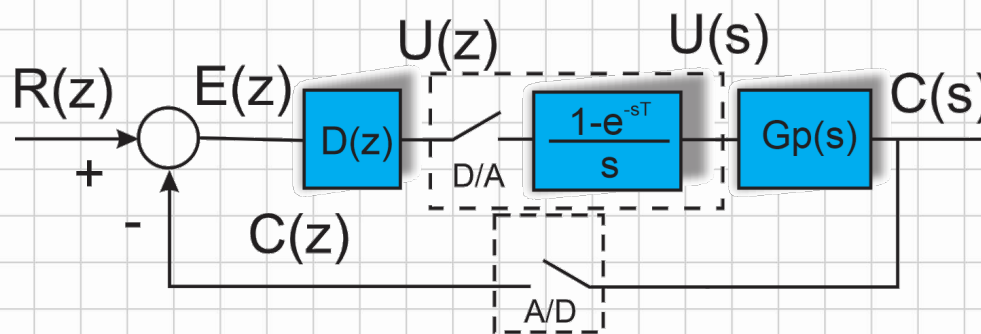 R(z)
+
-
E(z)
D(z)
U(z)
D/A
1-e^-sT
s
U(s)
Gp(s)
C(s)
C(z)
A/D